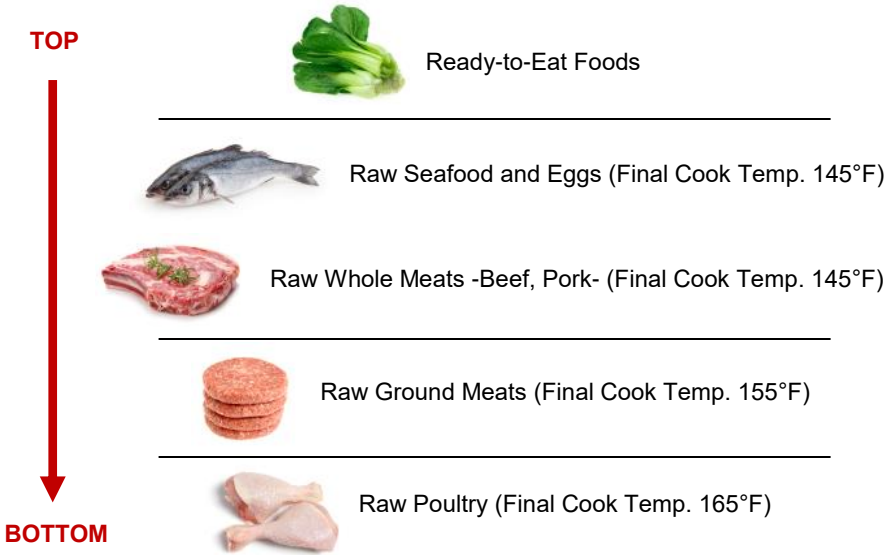 TOP
Ready-to-Eat Foods
Raw Seafood and Eggs (Final Cook Temp. 145°F)
Raw Whole Meats -Beef, Pork- (Final Cook Temp. 145°F)
Raw Ground Meats (Final Cook Temp. 155°F)
Raw Poultry (Final Cook Temp. 165°F)
BOTTOM